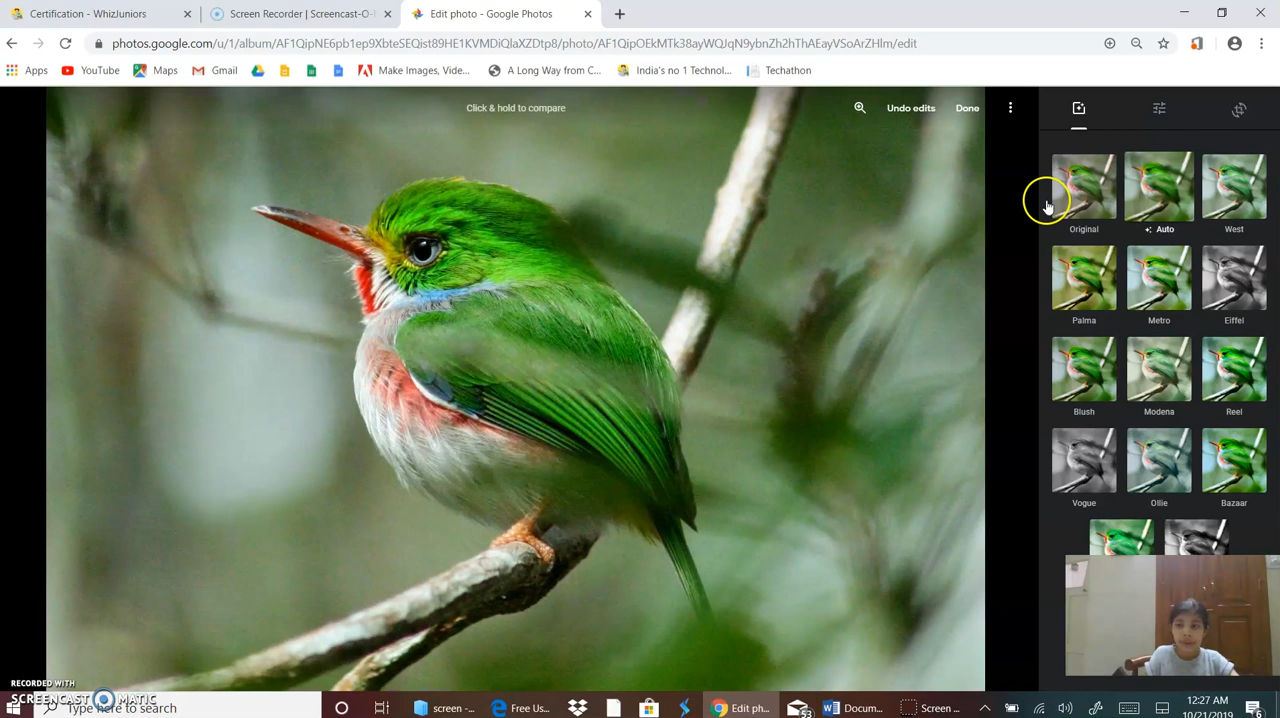 Certification - WhizJuniors
Screen Recorder | Screencast-O-
Edit photo - Google Photos
photos.google.com/u/1/album/AF1QipNE6pb1ep9XbteSEQist89HE1KVMDiQlaXZDtp8/photo/AF1QipOEkMTk38ayWQJqN9ybnZh2hThAEayVSoArZHlm/edit
Apps
YouTube
Maps
Gmail
Make Images, Vide...
A Long Way from C...
India's no 1 Technol...
Techathon
Click & hold to compare
Undo edits
Done
Original
Auto
West
Palma
Metro
Eiffel
Blush
Modena
Reel
Vogue
Ollie
Bazaar
RECORDED WITH
SCREENCAST MATIC
Type here to search
screen -...
Free Us...
Edit ph...
53
Docum...
Screen ...
12:27 AM
10/21/2019
6